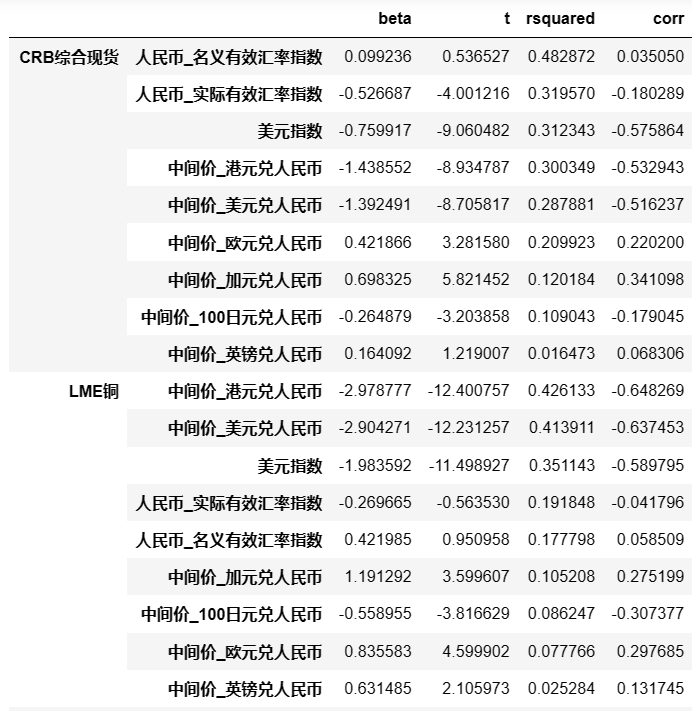 beta t rsquared corr
CRB综合现货 人民币_名义有效汇率指数 0.099236 0.536527 0.482872 0.035050
人民币_实际有效汇率指数 -0.526687 -4.001216 0.319570 -0.180289
美元指数 -0.759917 -9.060482 0.312343 -0.575864
中间价_港元兑人民币 -1.438552 -8.934787 0.300349 -0.532943
中间价_美元兑人民币 -1.392491 -8.705817 0.287881 -0.516237
中间价_欧元兑人民币 0.421866 3.281580 0.209923 0.220200
中间价_加元兑人民币 0.698325 5.821452 0.120184 0.341098
中间价_100日元兑人民币 -0.264879 -3.203858 0.109043 -0.179045
中间价_英镑兑人民币 0.164092 1.219007 0.016473 0.068306
LME铜 中间价_港元兑人民币 -2.978777 -12.400757 0.426133 -0.648269
中间价_美元兑人民币 -2.904271 -12.231257 0.413911 -0.637453
美元指数 -1.983592 -11.498927 0.351143 -0.589795
人民币_实际有效汇率指数 -0.269665 -0.563530 0.191848 -0.041796
人民币_名义有效汇率指数 0.421985 0.950958 0.177798 0.058509
中间价_加元兑人民币 1.191292 3.599607 0.105208 0.275199
中间价_100日元兑人民币 -0.558955 -3.816629 0.086247 -0.307377
中间价_欧元兑人民币 0.835583 4.599902 0.077766 0.297685
中间价_英镑兑人民币 0.631485 2.105973 0.025284 0.131745